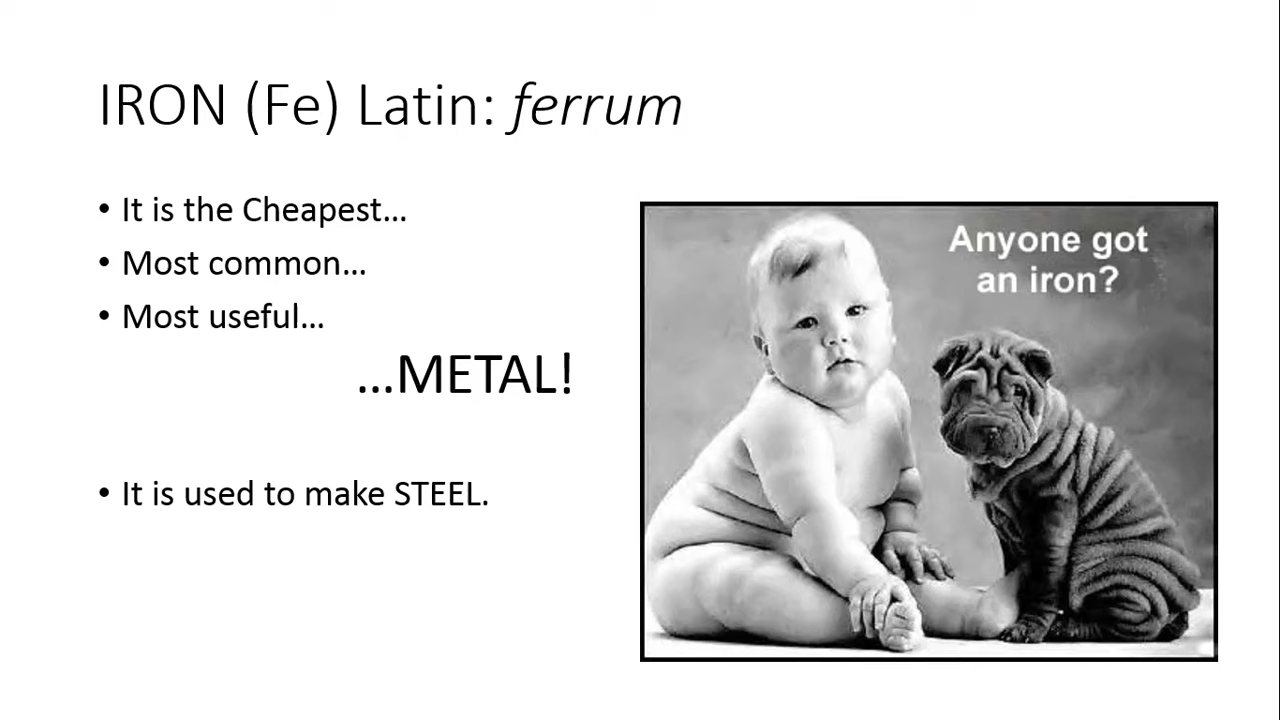 IRON (Fe) Latin: ferrum
• It is the Cheapest...
• Most common...
• Most useful...
...METAL!
• It is used to make STEEL.
Anyone got
an iron?